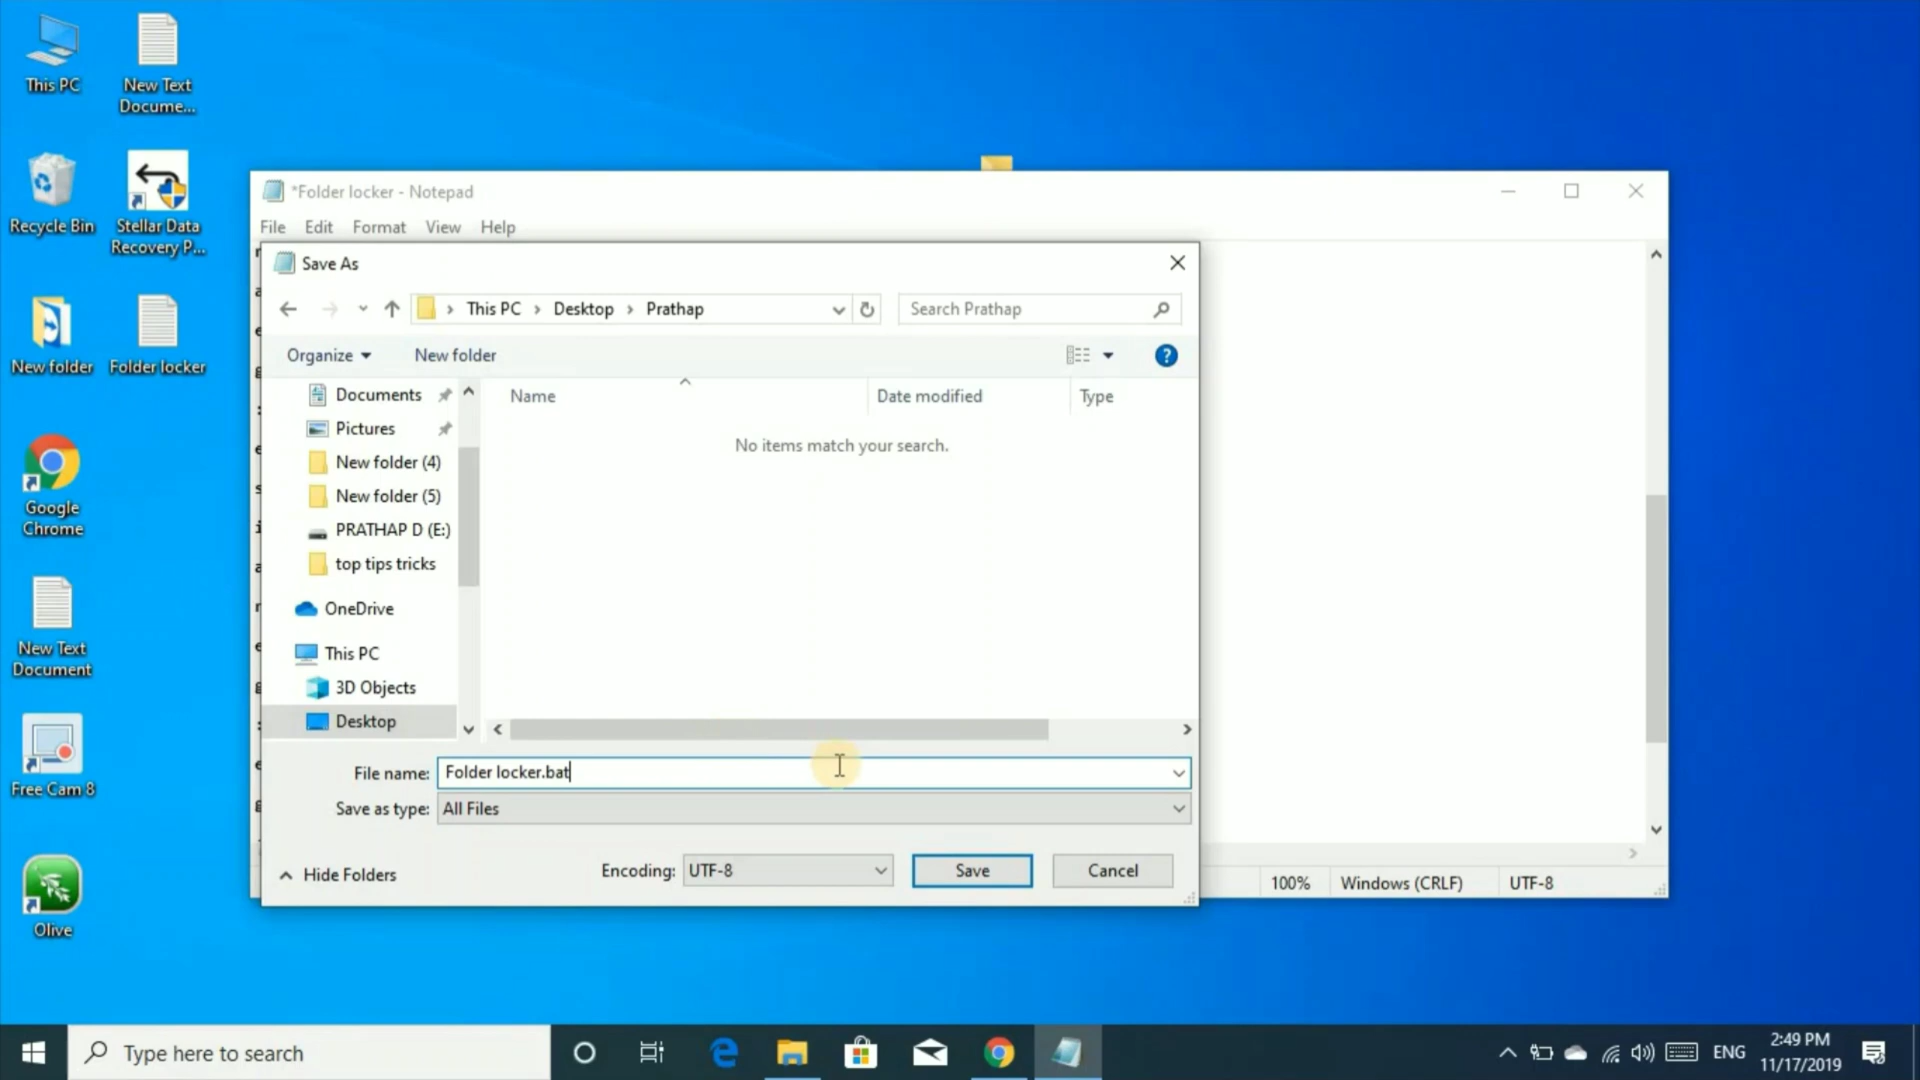 This PC
New Text
Docume...
Recycle Bin
Stellar Data
Recovery P...
New folder
Folder locker
Google
Chrome
New Text
Document
Free Cam 8
Olive
*Folder locker - Notepad
File Edit Format View Help
Save As
This PC > Desktop > Prathap
Search Prathap
Organize
New folder
Name
Date modified
Type
No items match your search.
Documents
Pictures
New folder (4)
New folder (5)
PRATHAP D (E:)
top tips tricks
OneDrive
This PC
3D Objects
Desktop
File name: Folder locker.bat
Save as type: All Files
Hide Folders
Encoding: UTF-8
Save
Cancel
100%
Windows (CRLF)
UTF-8
Type here to search
ENG
2:49 PM
11/17/2019